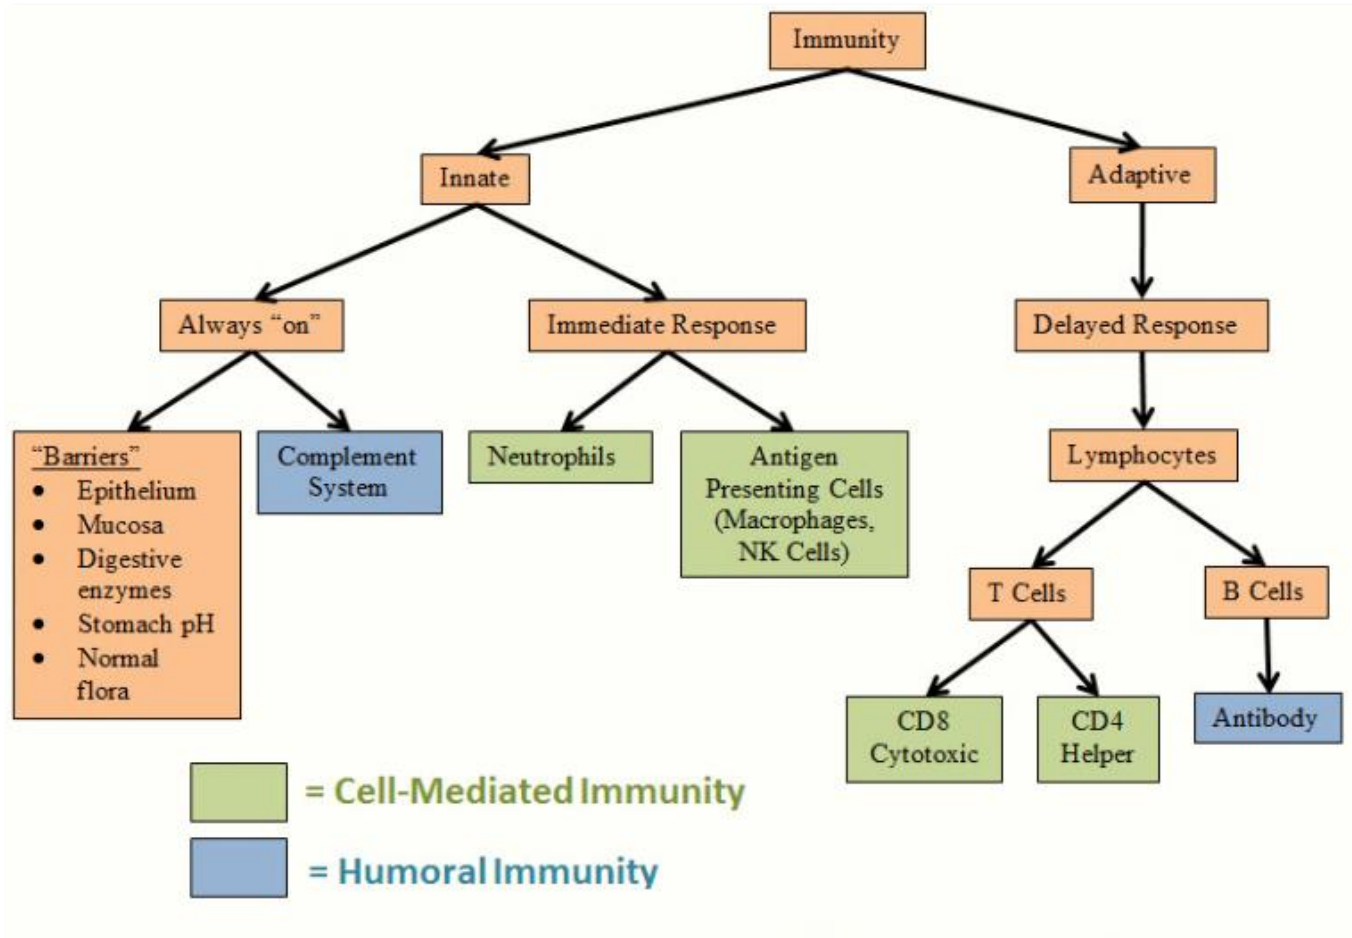 Immunity
Innate
Adaptive
Always “on”
Immediate Response
Delayed Response
“Barriers”
• Epithelium
• Mucosa
• Digestive
enzymes
• Stomach pH
• Normal
flora
Complement
System
Neutrophils
Antigen
Presenting Cells
(Macrophages,
NK Cells)
Lymphocytes
T Cells
B Cells
CD8
Cytotoxic
CD4
Helper
Antibody
= Cell-Mediated Immunity
= Humoral Immunity